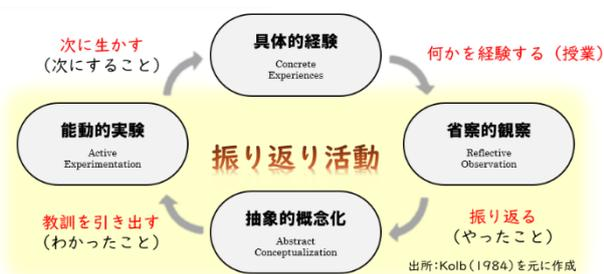 具体的経験
Concrete
Experiences
何かを経験する（授業）
省察的観察
Reflective
Observation
振り返る
（やったこと）
抽象的概念化
Abstract
Conceptualization
教訓を引き出す
（わかったこと）
能動的実験
Active
Experimentation
次に生かす
（次にすること）
振り返り活動
出所：Kolb（1984）を元に作成